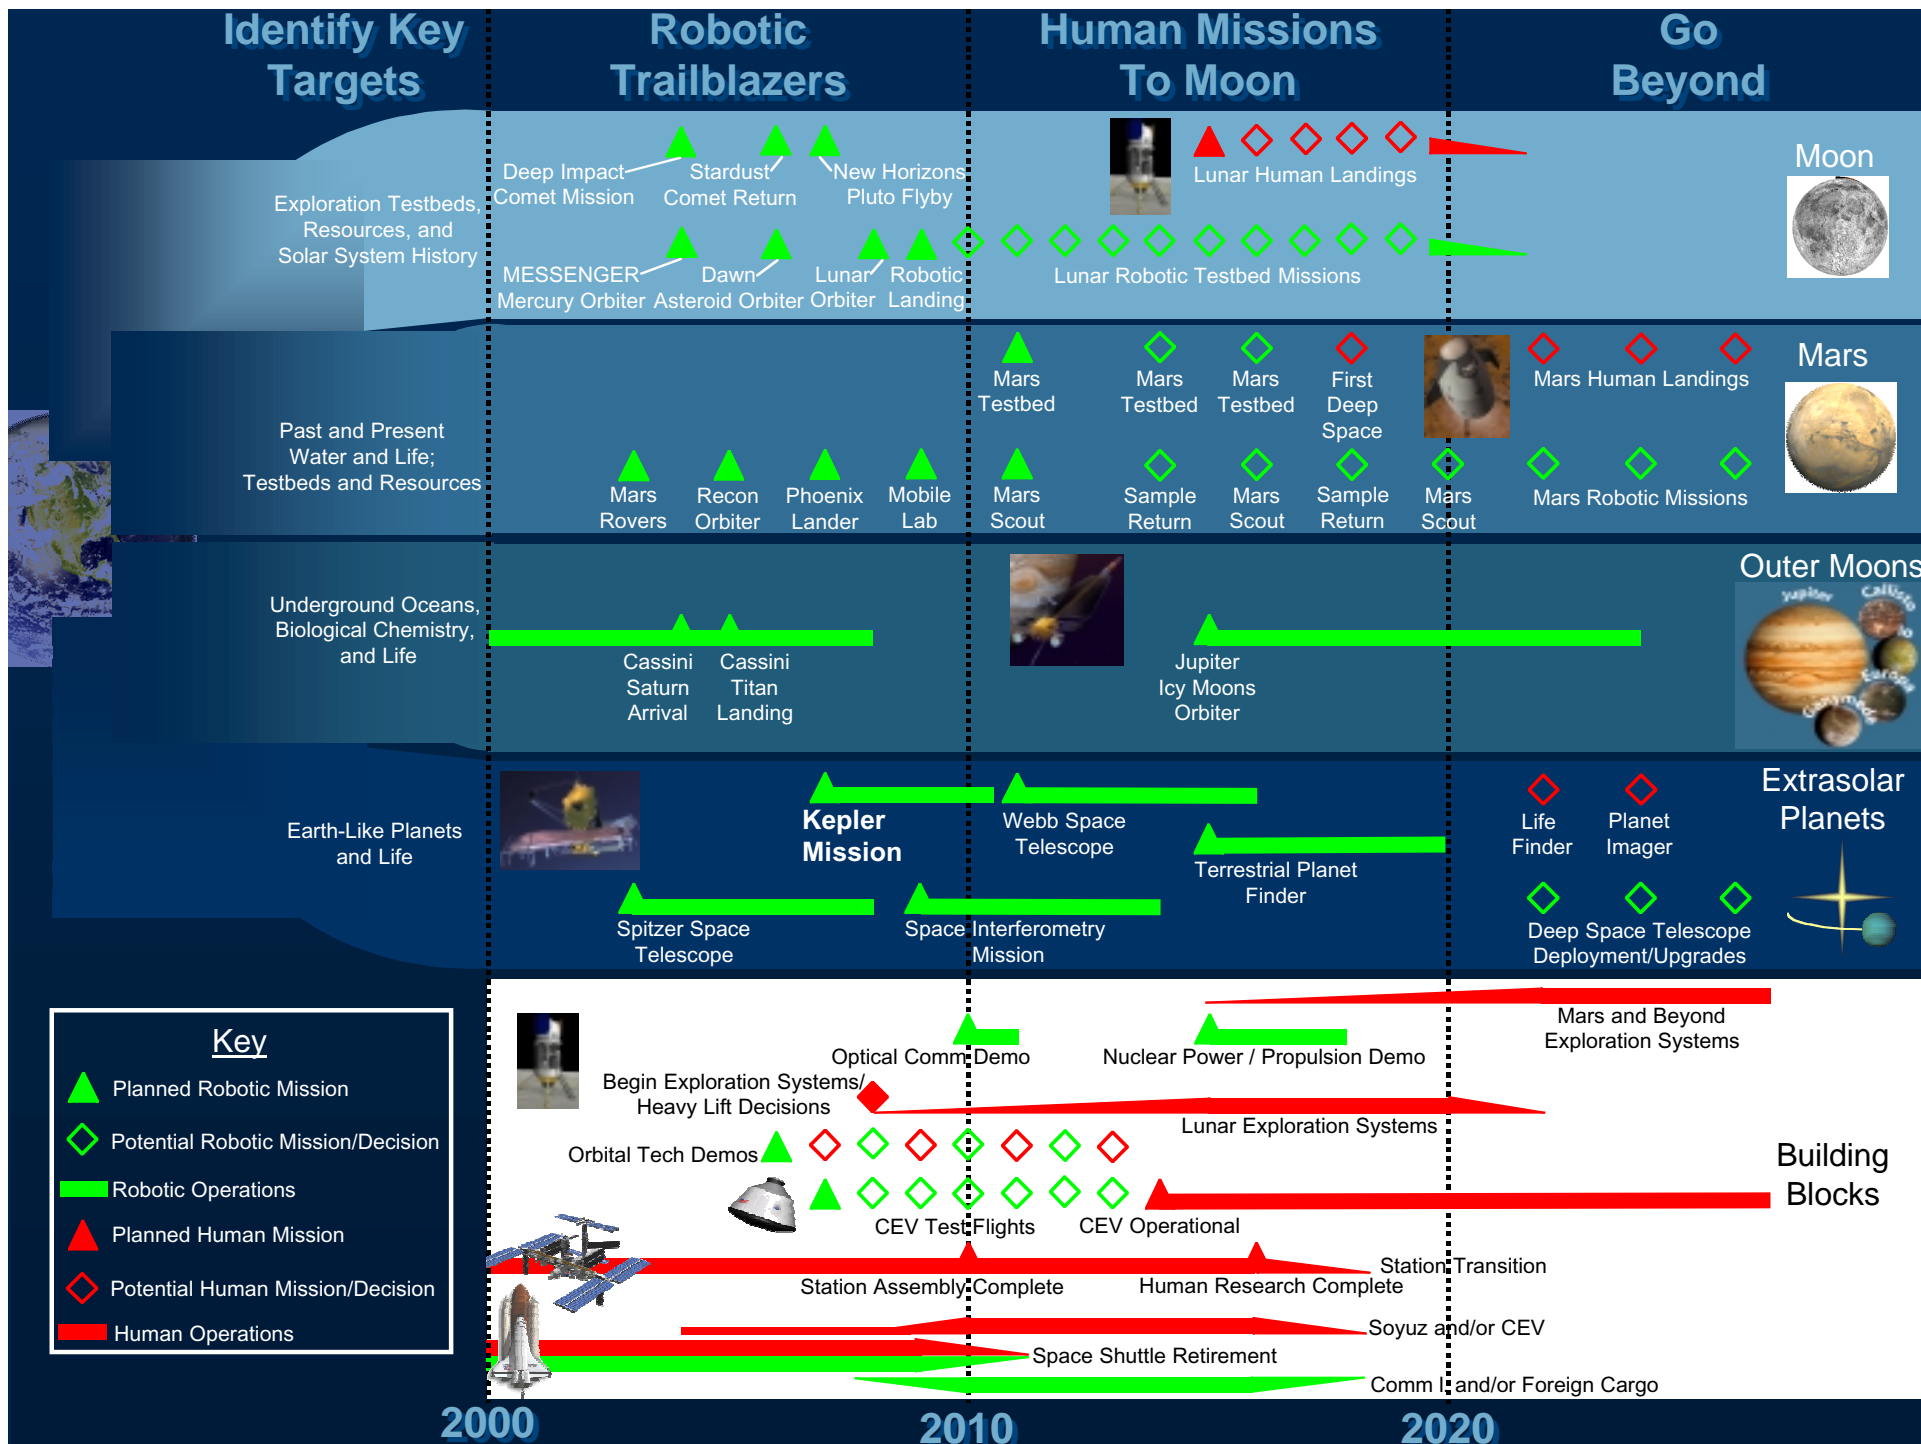 Identify Key
Targets
Robotic
Trailblazers
Human Missions
To Moon
Go
Beyond
Exploration Testbeds,
Resources, and
Solar System History
Deep Impact
Comet Mission
Stardust
Comet Return
New Horizons
Pluto Flyby
Lunar Human Landings
Moon
MESSENGER
Mercury Orbiter
Dawn
Asteroid Orbiter
Lunar
Orbiter
Robotic
Landing
Lunar Robotic Testbed Missions
Past and Present
Water and Life;
Testbeds and Resources
Mars
Testbed
Mars
Testbed
Mars
Testbed
First
Deep
Space
Mars Human Landings
Mars
Mars
Rovers
Recon
Orbiter
Phoenix
Lander
Mobile
Lab
Mars
Scout
Sample
Return
Mars
Scout
Sample
Return
Mars
Scout
Mars Robotic Missions
Underground Oceans,
Biological Chemistry,
and Life
Cassini
Saturn
Arrival
Cassini
Titan
Landing
Jupiter
Icy Moons
Orbiter
Outer Moons
Jupiter
Callisto
Io
Europa
Ganymede
Earth-Like Planets
and Life
Kepler
Mission
Webb Space
Telescope
Terrestrial Planet
Finder
Life
Finder
Planet
Imager
Extrasolar
Planets
Spitzer Space
Telescope
Space Interferometry
Mission
Deep Space Telescope
Deployment/Upgrades
Key
Planned Robotic Mission
Potential Robotic Mission/Decision
Robotic Operations
Planned Human Mission
Potential Human Mission/Decision
Human Operations
Mars and Beyond
Exploration Systems
Optical Comm Demo
Nuclear Power / Propulsion Demo
Begin Exploration Systems/
Heavy Lift Decisions
Lunar Exploration Systems
Orbital Tech Demos
Building
Blocks
CEV Test Flights
CEV Operational
Station Transition
Station Assembly Complete
Human Research Complete
Soyuz and/or CEV
Space Shuttle Retirement
Comm l. and/or Foreign Cargo
2000
2010
2020